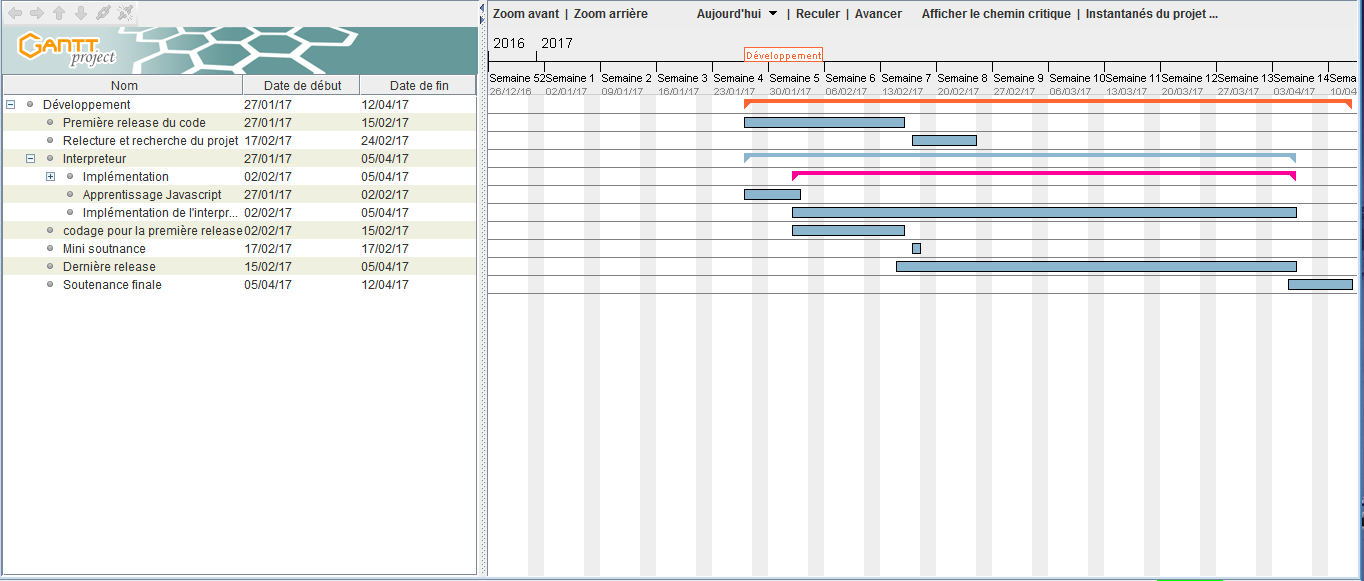 Zoom avant | Zoom arrière Aujourd'hui | Reculer | Avancer Afficher le chemin critique | Instantanés du projet ...
GANTT project
2016 2017
Développement
Semaine 52 Semaine 1 Semaine 2 Semaine 3 Semaine 4 Semaine 5 Semaine 6 Semaine 7 Semaine 8 Semaine 9 Semaine 10 Semaine 11 Semaine 12 Semaine 13 Semaine 14 Sema
26/12/16 02/01/17 09/01/17 16/01/17 23/01/17 30/01/17 06/02/17 13/02/17 20/02/17 27/02/17 06/03/17 13/03/17 20/03/17 27/03/17 03/04/17 10/04
Nom Date de début Date de fin
Développement 27/01/17 12/04/17
Première release du code 27/01/17 15/02/17
Relecture et recherche du projet 17/02/17 24/02/17
Interpreteur 27/01/17 05/04/17
Implémentation 02/02/17 05/04/17
Apprentissage Javascript 27/01/17 02/02/17
Implémentation de l'interpr... 02/02/17 05/04/17
codage pour la première release 02/02/17 15/02/17
Mini soutnance 17/02/17 17/02/17
Dernière release 15/02/17 05/04/17
Soutenance finale 05/04/17 12/04/17